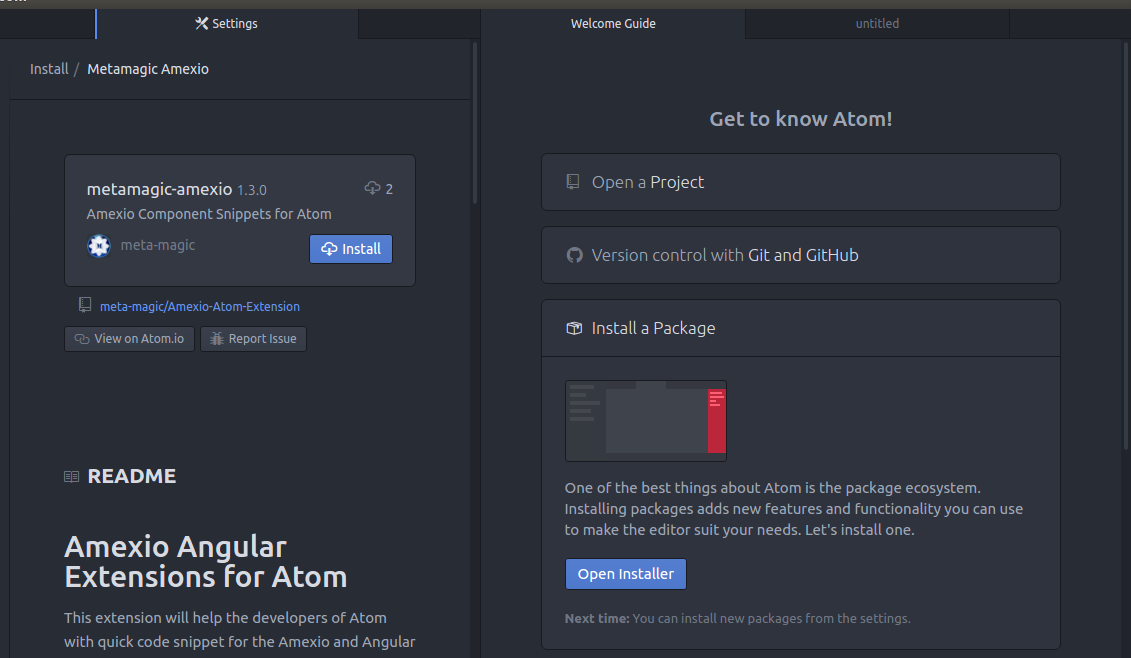 Settings
Welcome Guide
untitled
Install / Metamagic Amexio
metamagic-amexio 1.3.0
2
Amexio Component Snippets for Atom
meta-magic
Install
meta-magic/Amexio-Atom-Extension
View on Atom.io
Report Issue
README
Amexio Angular
Extensions for Atom
This extension will help the developers of Atom
with quick code snippet for the Amexio and Angular
Get to know Atom!
Open a Project
Version control with Git and GitHub
Install a Package
One of the best things about Atom is the package ecosystem.
Installing packages adds new features and functionality you can use
to make the editor suit your needs. Let's install one.
Open Installer
Next time: You can install new packages from the settings.